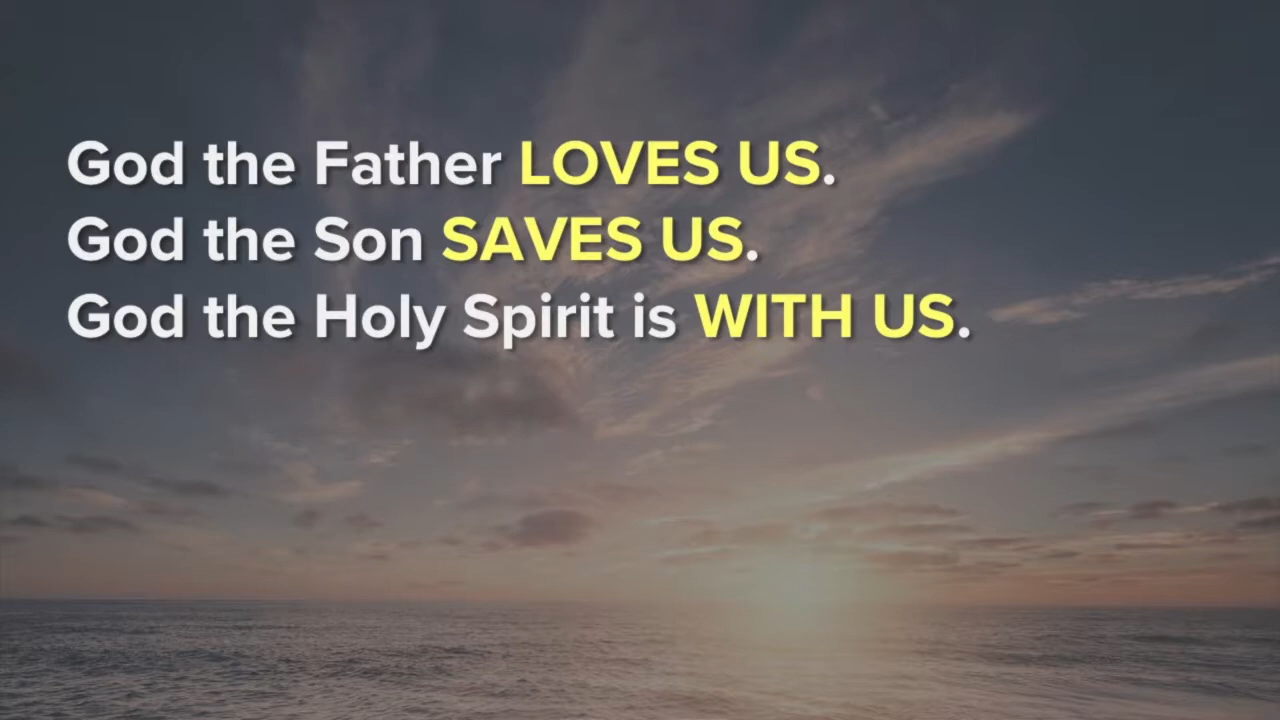 God the Father LOVES US.
God the Son SAVES US.
God the Holy Spirit is WITH US.